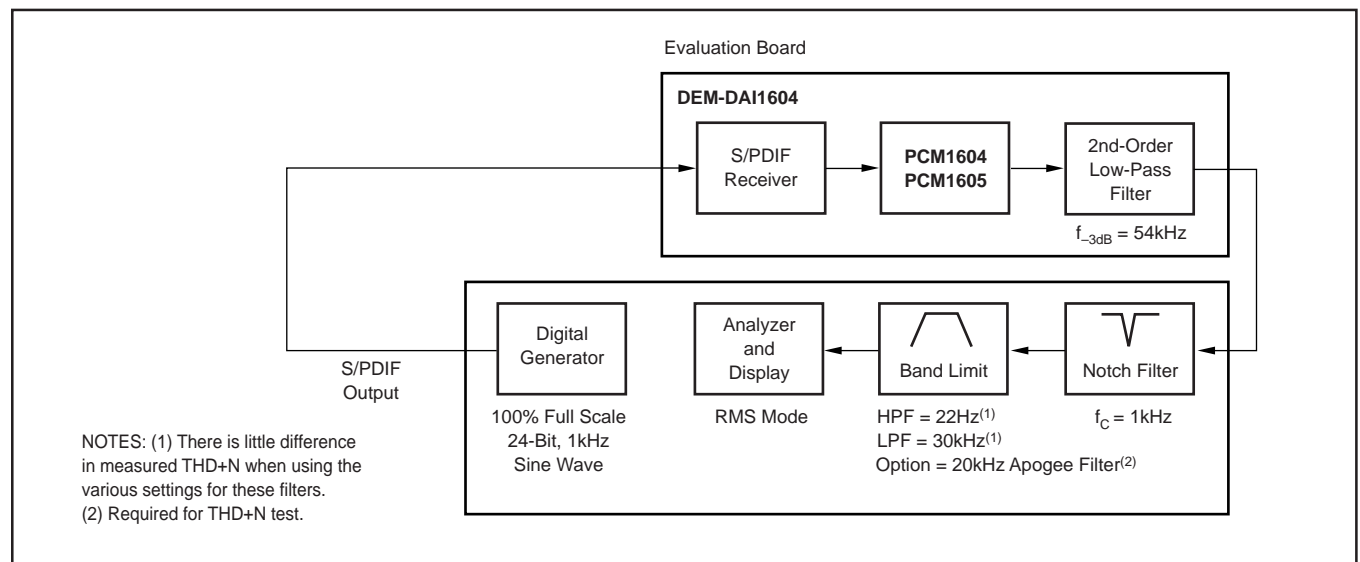 Evaluation Board
DEM-DAI1604
S/PDIF
Receiver
PCM1604
PCM1605
2nd-Order
Low-Pass
Filter
f–3dB = 54kHz
S/PDIF
Output
Digital
Generator
100% Full Scale
24-Bit, 1kHz
Sine Wave
Analyzer
and
Display
RMS Mode
Band Limit
HPF = 22Hz(1)
LPF = 30kHz(1)
Option = 20kHz Apogee Filter(2)
Notch Filter
fC = 1kHz
NOTES: (1) There is little difference
in measured THD+N when using the
various settings for these filters.
(2) Required for THD+N test.